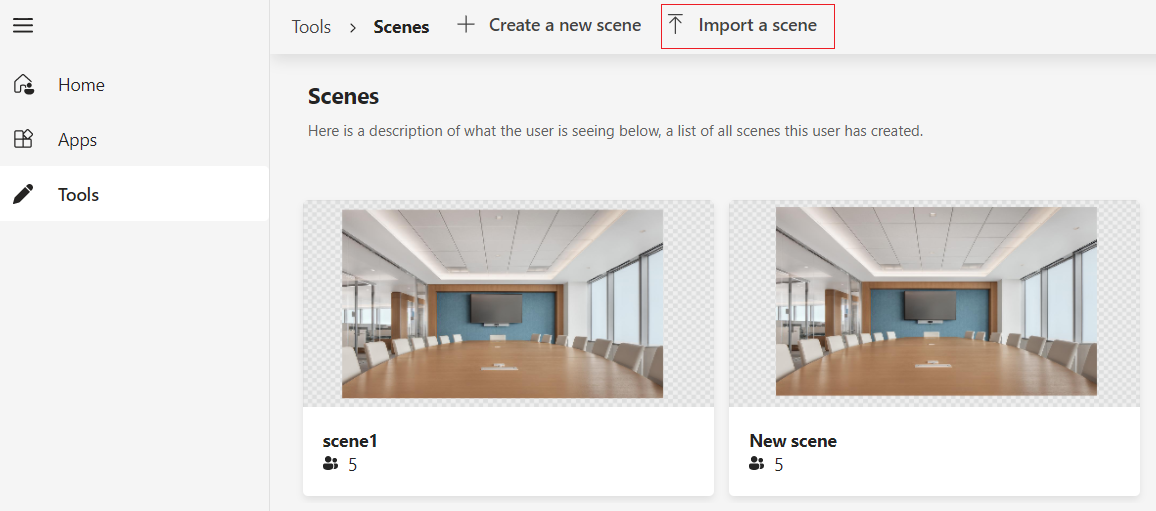 Tools > Scenes + Create a new scene Import a scene
Home
Apps
Tools
Scenes
Here is a description of what the user is seeing below, a list of all scenes this user has created.
scene1
5
New scene
5